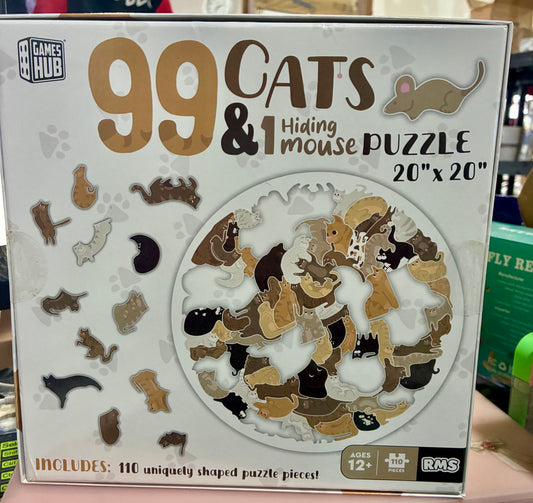 GAMES
HUB
99 CATS
&1 Hiding
mouse PUZZLE
20" x 20"
FLY RE
INCLUDES: 110 uniquely shaped puzzle pieces!
AGES
12+
110
PIECES
RMS